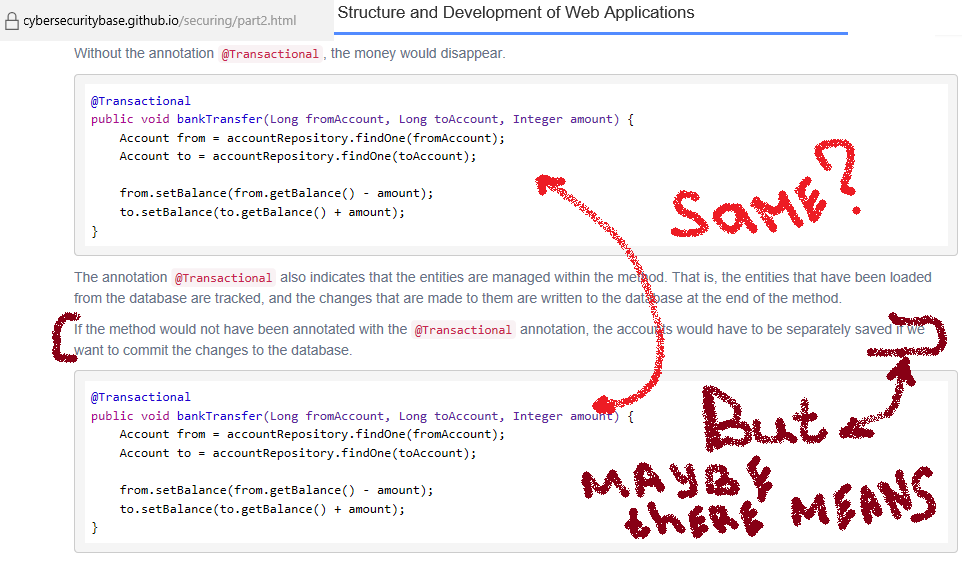 cybersecuritybase.github.io/securing/part2.html
Structure and Development of Web Applications
Without the annotation @Transactional, the money would disappear.
@Transactional
public void bankTransfer(Long fromAccount, Long toAccount, Integer amount) {
    Account from = accountRepository.findOne(fromAccount);
    Account to = accountRepository.findOne(toAccount);
    from.setBalance(from.getBalance() - amount);
    to.setBalance(to.getBalance() + amount);
}
SAME?
The annotation @Transactional also indicates that the entities are managed within the method. That is, the entities that have been loaded
from the database are tracked, and the changes that are made to them are written to the database at the end of the method.
[If the method would not have been annotated with the @Transactional annotation, the accounts would have to be separately saved if we
want to commit the changes to the database.]
@Transactional
public void bankTransfer(Long fromAccount, Long toAccount, Integer amount) {
    Account from = accountRepository.findOne(fromAccount);
    Account to = accountRepository.findOne(toAccount);
    from.setBalance(from.getBalance() - amount);
    to.setBalance(to.getBalance() + amount);
}
But
MAYBE
there MEANS